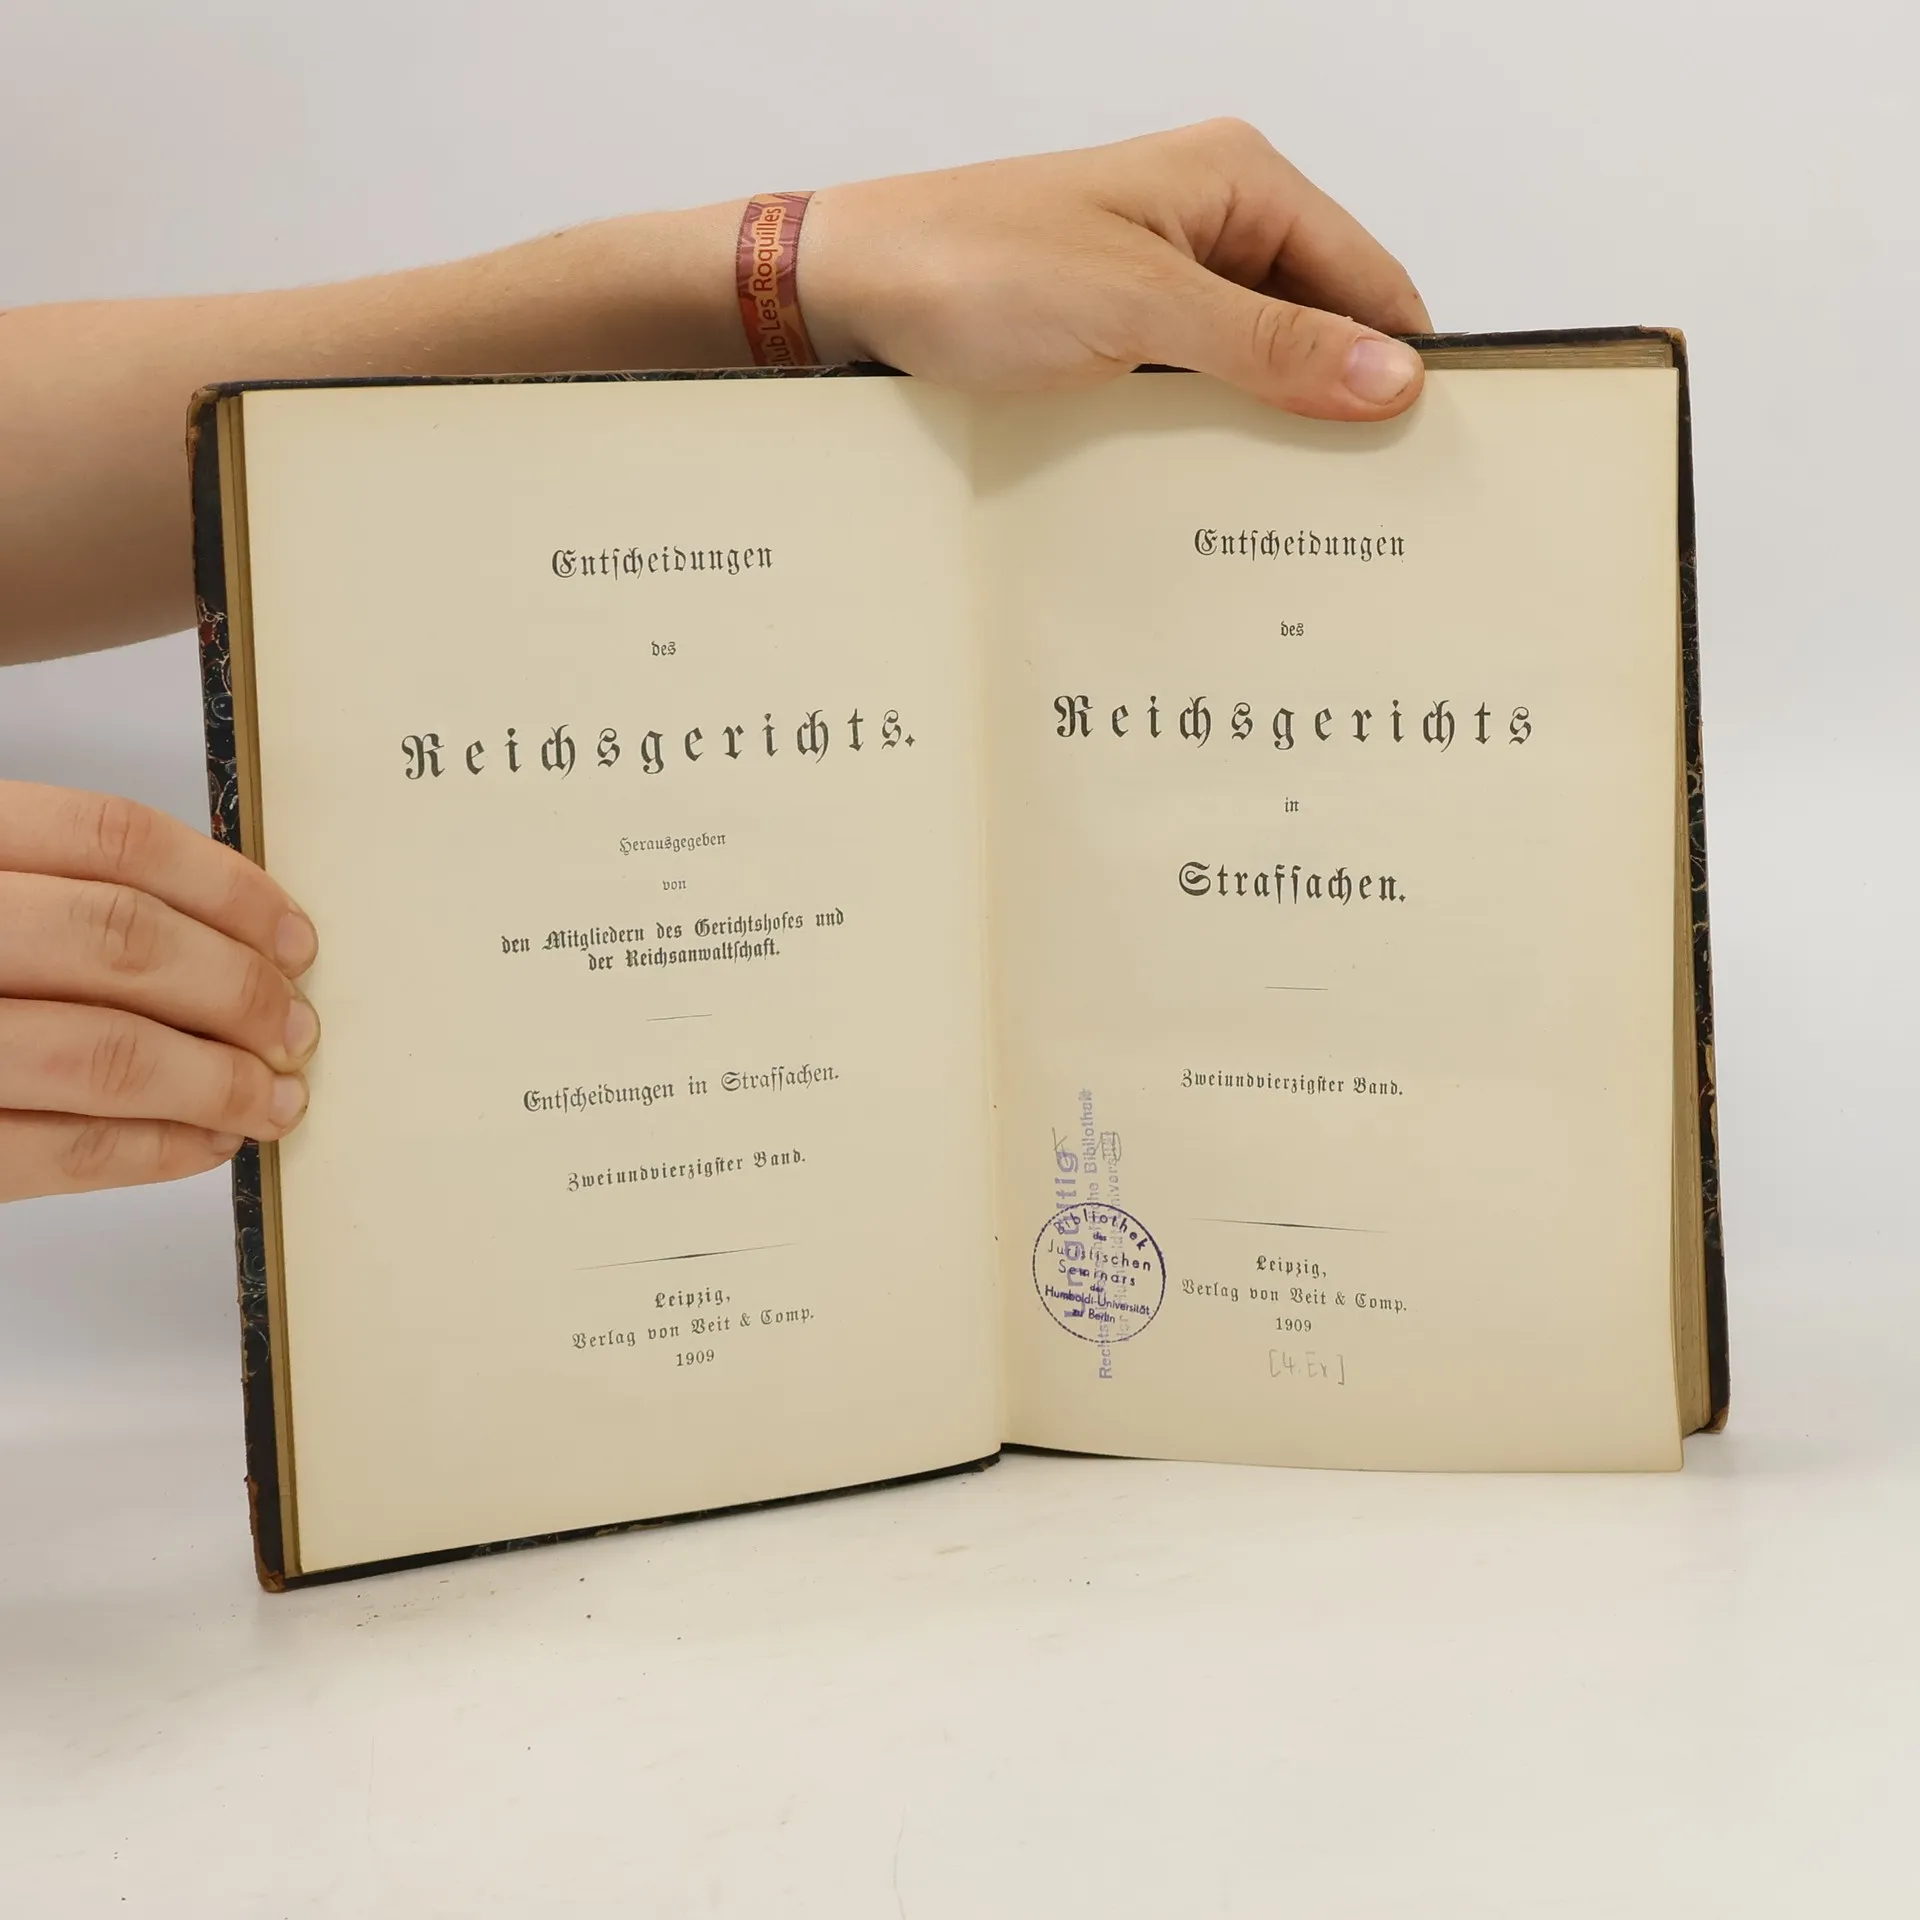 Club Les Roquilles
Entscheidungen
des
Reichsgerichts.
Herausgegeben
von
den Mitgliedern des Gerichtshofes und
der Reichsanwaltschaft.
Entscheidungen in Strafsachen.
Zweiundvierzigster Band.
Leipzig,
Verlag von Veit & Comp.
1909
Entscheidungen
des
Reichsgerichts
in
Strafsachen.
Zweiundvierzigster Band.
Ungültig
Bibliothek
des
Juristischen
Seminars
der
Humboldt-Universität
zu Berlin
Leipzig,
Verlag von Veit & Comp.
1909
[4. Ex]